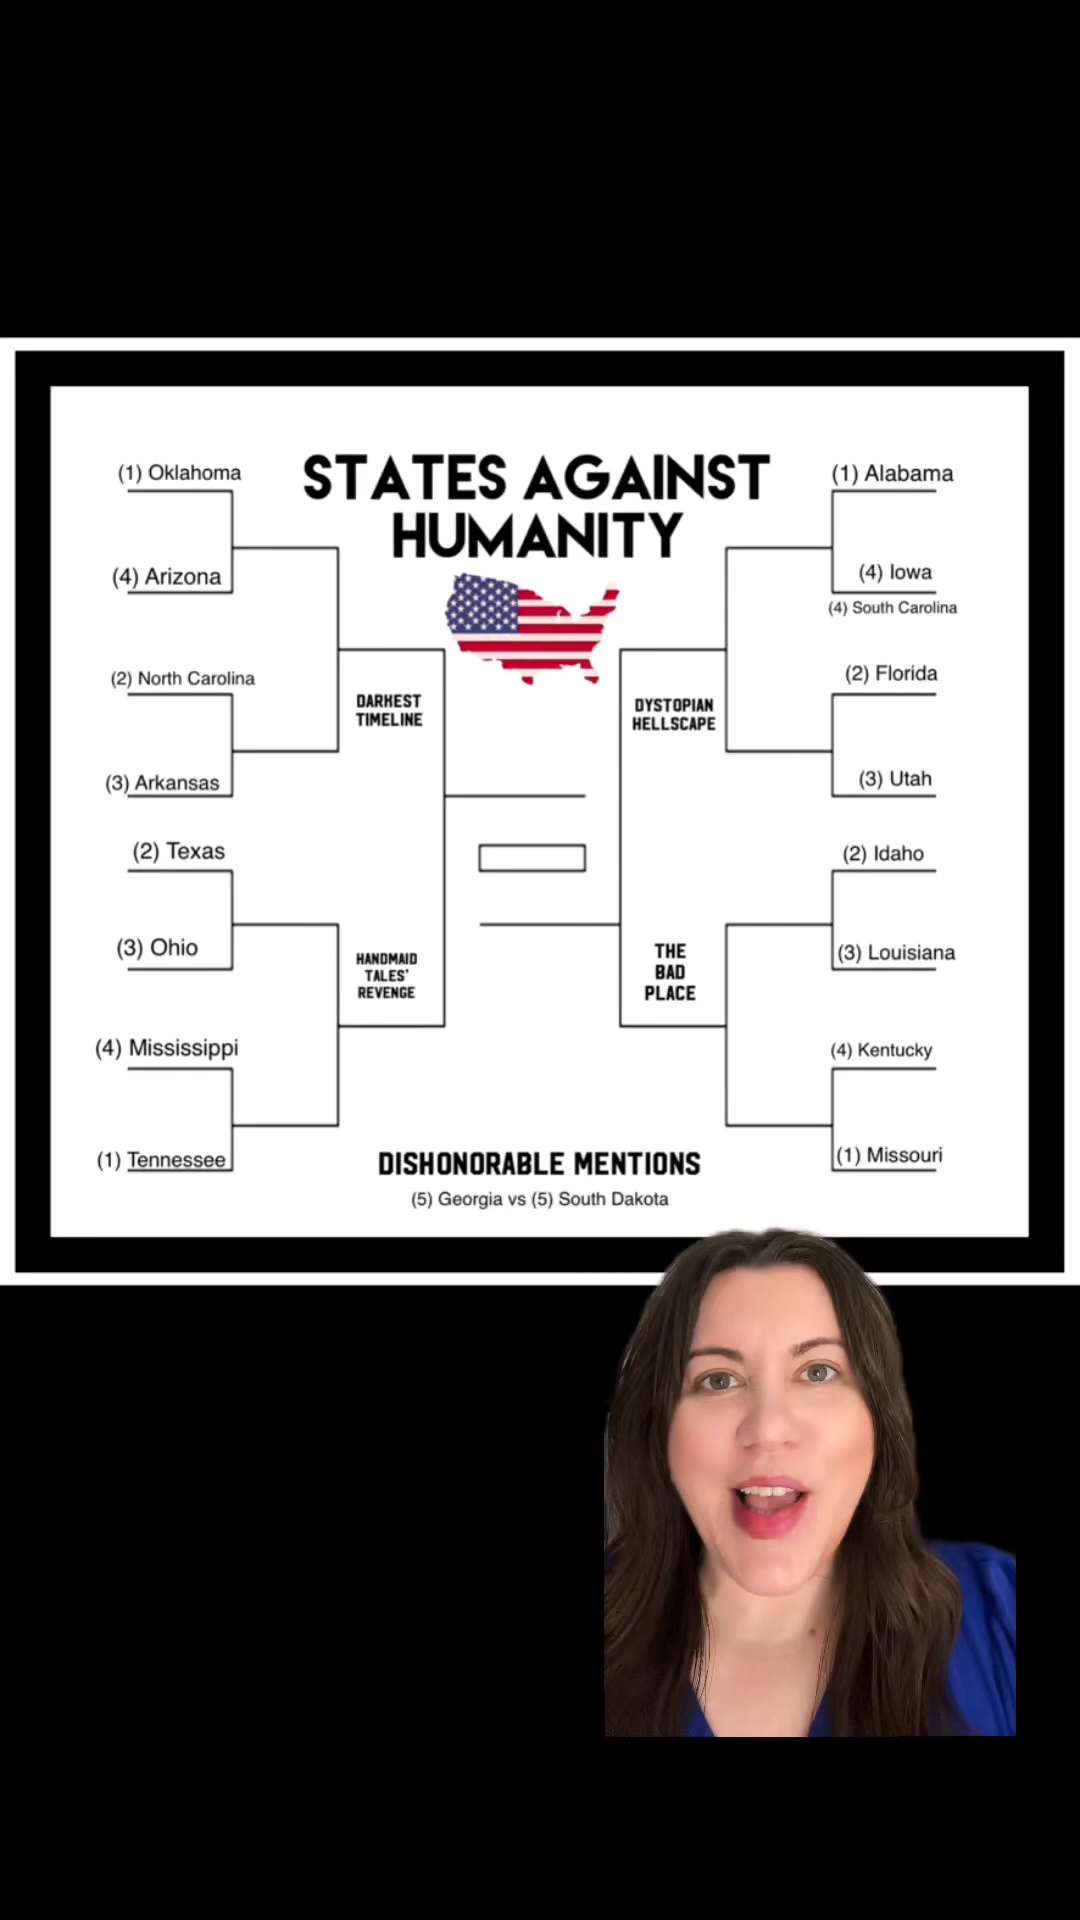 STATES AGAINST
HUMANITY
(1) Oklahoma
(4) Arizona
(2) North Carolina
(3) Arkansas
DARKEST
TIMELINE
(2) Texas
(3) Ohio
(4) Mississippi
(1) Tennessee
HANDMAID
TALES'
REVENGE
(1) Alabama
(4) Iowa
(4) South Carolina
(2) Florida
(3) Utah
DYSTOPIAN
HELLSCAPE
(2) Idaho
(3) Louisiana
(4) Kentucky
(1) Missouri
THE
BAD
PLACE
DISHONORABLE MENTIONS
(5) Georgia vs (5) South Dakota